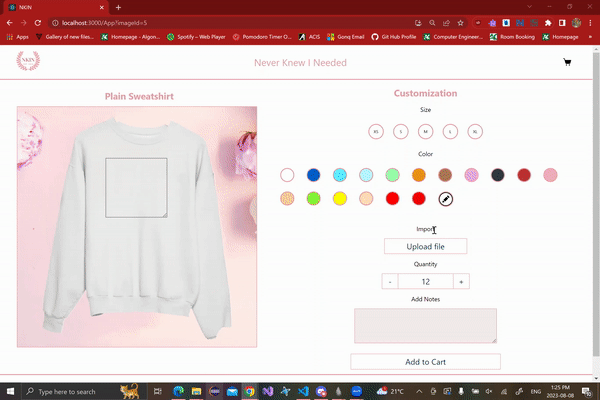 NKIN
localhost:3000/App?imageId=5
Apps
Gallery of new files...
Homepage - Algon...
Spotify – Web Player
Pomodoro Timer O...
ACIS
Gonq Email
Git Hub Profile
Computer Engineer...
Room Booking
Homepage
NKIN
Never Knew I Needed
Plain Sweatshirt
Customization
Size
XS S M L XL
Color
Import
Upload file
Quantity
- 12 +
Add Notes
Add to Cart
Type here to search
21°C
ENG
1:25 PM
2023-08-08